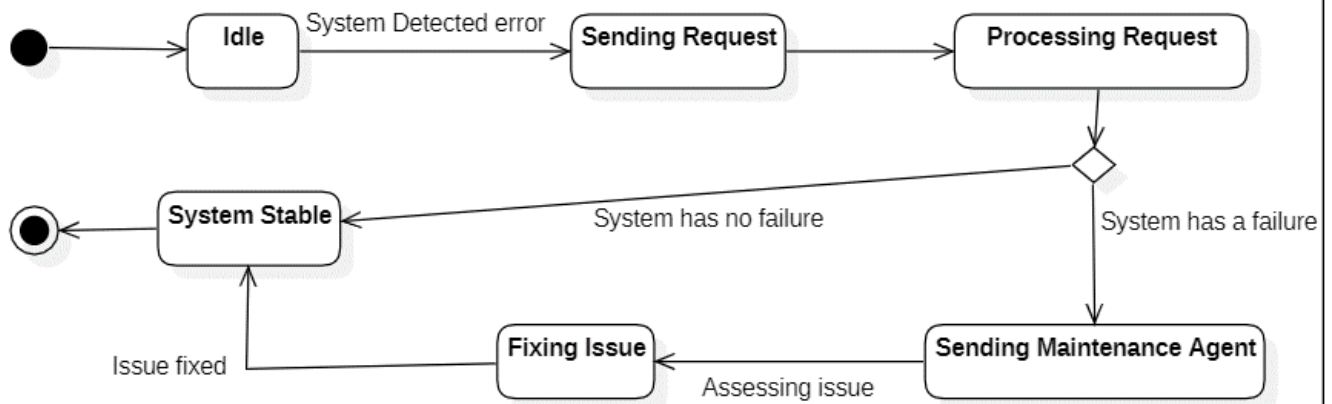 Idle
System Detected error
Sending Request
Processing Request
System Stable
System has no failure
System has a failure
Issue fixed
Fixing Issue
Assessing issue
Sending Maintenance Agent